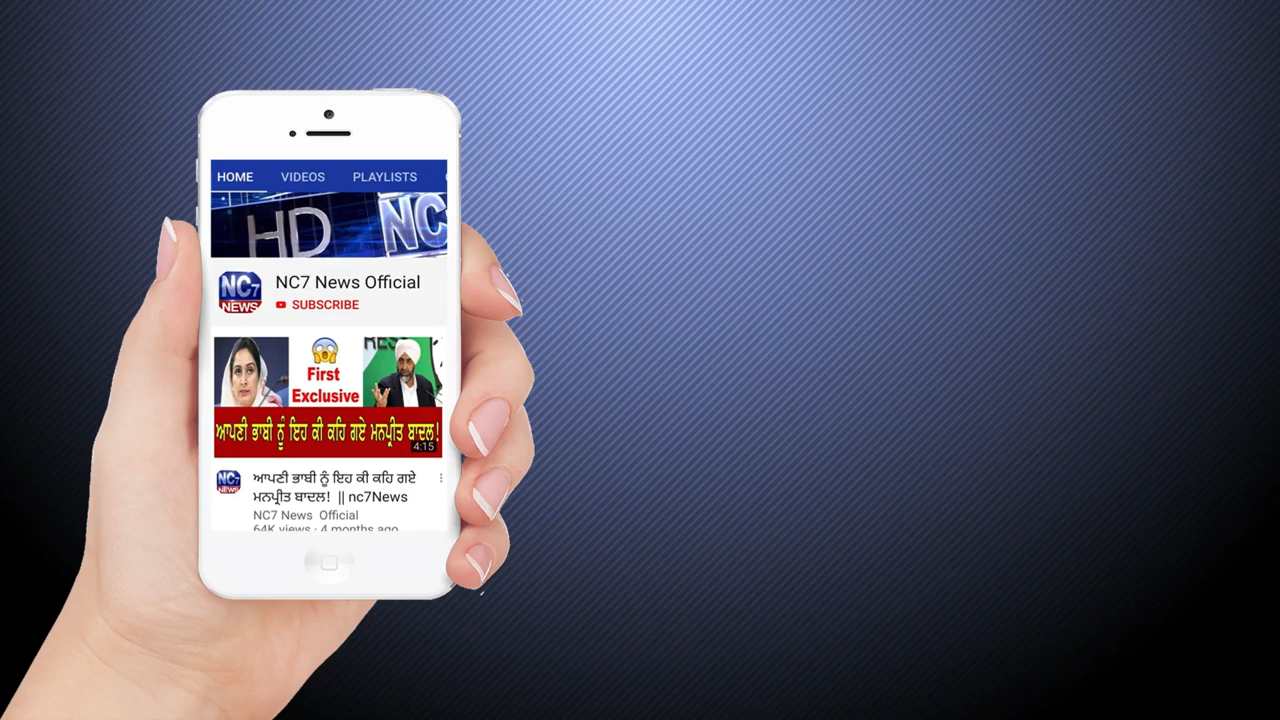 HOME VIDEOS PLAYLISTS
HD NC
NC7 NEWS
NC7 News Official
SUBSCRIBE
First
Exclusive
ਆਪਣੀ ਭਾਬੀ ਨੂੰ ਇਹ ਕੀ ਕਹਿ ਗਏ ਮਨਪ੍ਰੀਤ ਬਾਦਲ!
4:15
NC7 NEWS
ਆਪਣੀ ਭਾਬੀ ਨੂੰ ਇਹ ਕੀ ਕਹਿ ਗਏ
ਮਨਪ੍ਰੀਤ ਬਾਦਲ! || nc7News
NC7 News Official
64K views · 4 months ago